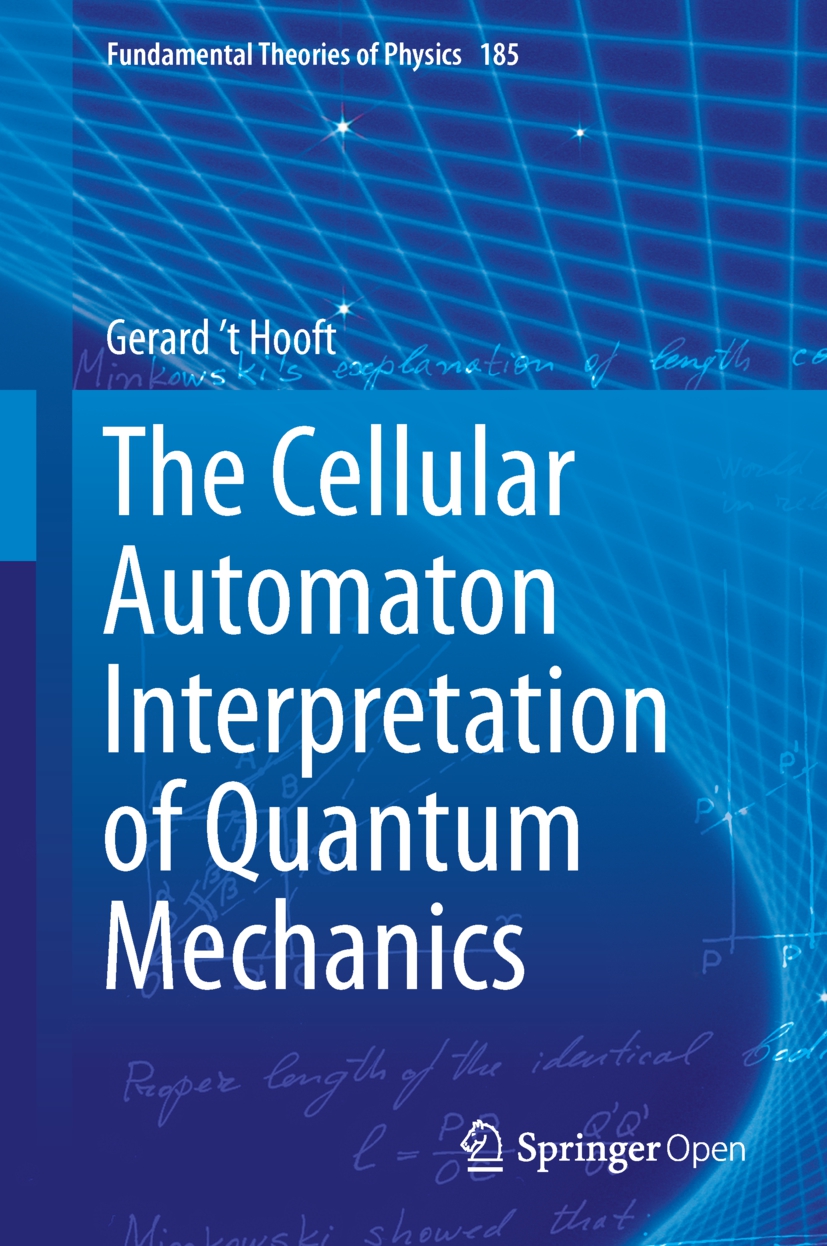 Fundamental Theories of Physics 185
Gerard ’t Hooft
Minkowski's explanation of length
The Cellular
Automaton
Interpretation
of Quantum
Mechanics
P'
P'
P
P
x
Proper length of the identical
l =
Springer Open
Minkowski showed that: